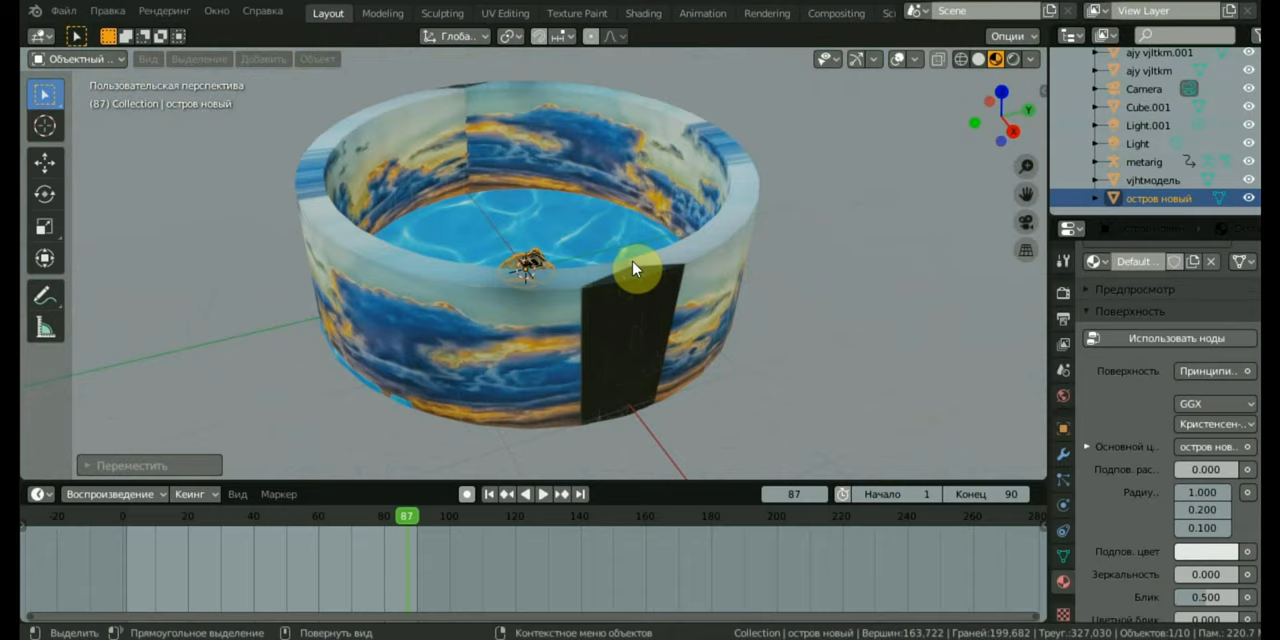 Файл Правка Рендеринг Окно Справка Layout Modeling Sculpting UV Editing Texture Paint Shading Animation Rendering Compositing Sc Scene View Layer
Глоба.. Опции
Объектный .. Вид Выделение Добавить Объект
Пользовательская перспектива
(87) Collection | остров новый
ajy vjltkm.001
ajy vjltkm
Camera
Cube.001
Light.001
Light
metarig
vjhtмодель
остров новый
Default ...
Предпросмотр
Поверхность
Использовать ноды
Поверхность Принципи..
GGX
Кристенсен-..
Основной ц.. остров нов..
Подпов. рас.. 0.000
Радиу.. 1.000
0.200
0.100
Подпов. цвет
Зеркальность 0.000
Блик 0.500
Цветной блик 0.000
Переместить
Воспроизведение Кеинг Вид Маркер 87 Начало 1 Конец 90
-20 0 20 40 60 80 87 100 120 140 160 180 200 220 240 260 280
Выделить Прямоугольное выделение Повернуть вид Контекстное меню объектов Collection | остров новый | Вершин:163,722 | Граней:199,682 | Треуг.:327,030 | Объектов:1/10 | Пам.: 220.7 M